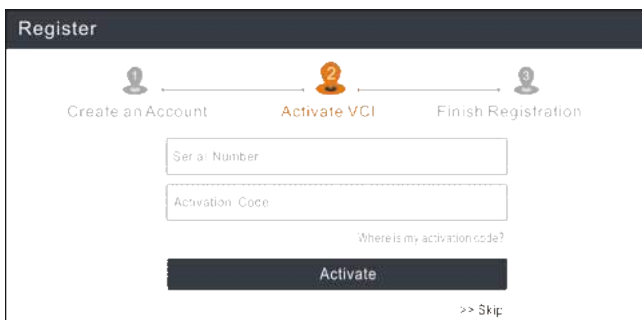 Register
1 2 3
Create an Account Activate VCI Finish Registration
Serial Number
Activation Code
Where is my activation code?
Activate
>> Skip